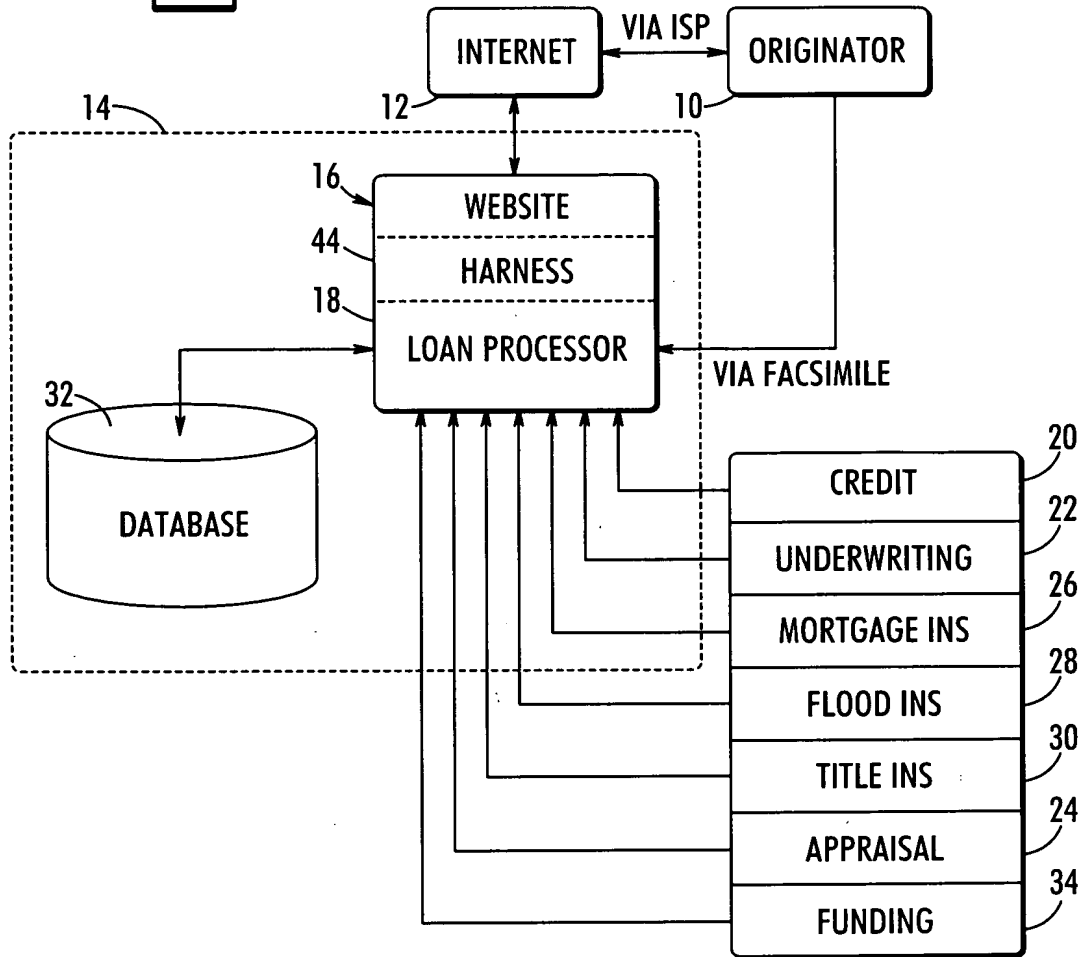 VIA ISP
INTERNET
ORIGINATOR
14
12
10
16
WEBSITE
44
HARNESS
18
LOAN PROCESSOR
VIA FACSIMILE
32
DATABASE
20
CREDIT
22
UNDERWRITING
26
MORTGAGE INS
28
FLOOD INS
30
TITLE INS
24
APPRAISAL
34
FUNDING